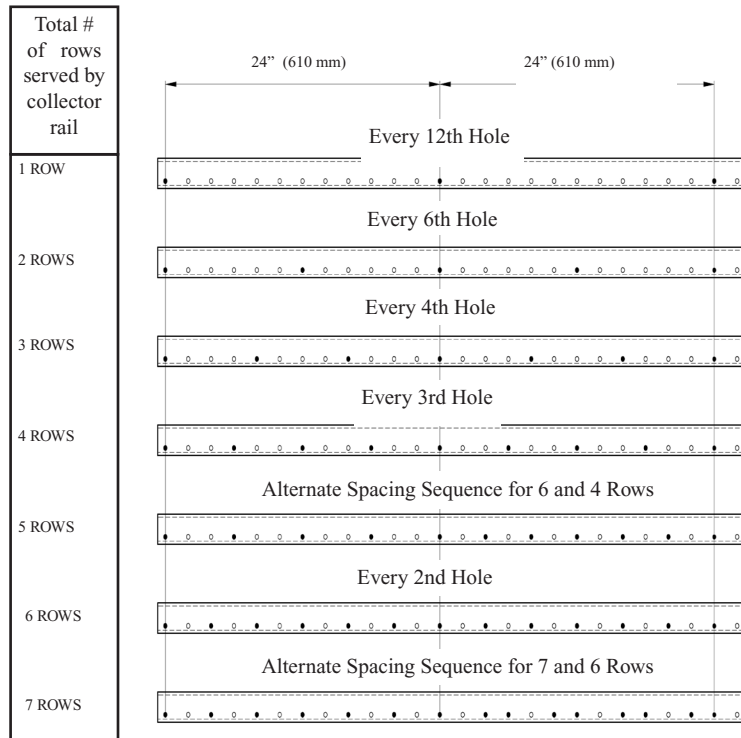 Total #
of rows
served by
collector
rail
24” (610 mm)
24” (610 mm)
Every 12th Hole
1 ROW
Every 6th Hole
2 ROWS
Every 4th Hole
3 ROWS
Every 3rd Hole
4 ROWS
Alternate Spacing Sequence for 6 and 4 Rows
5 ROWS
Every 2nd Hole
6 ROWS
Alternate Spacing Sequence for 7 and 6 Rows
7 ROWS